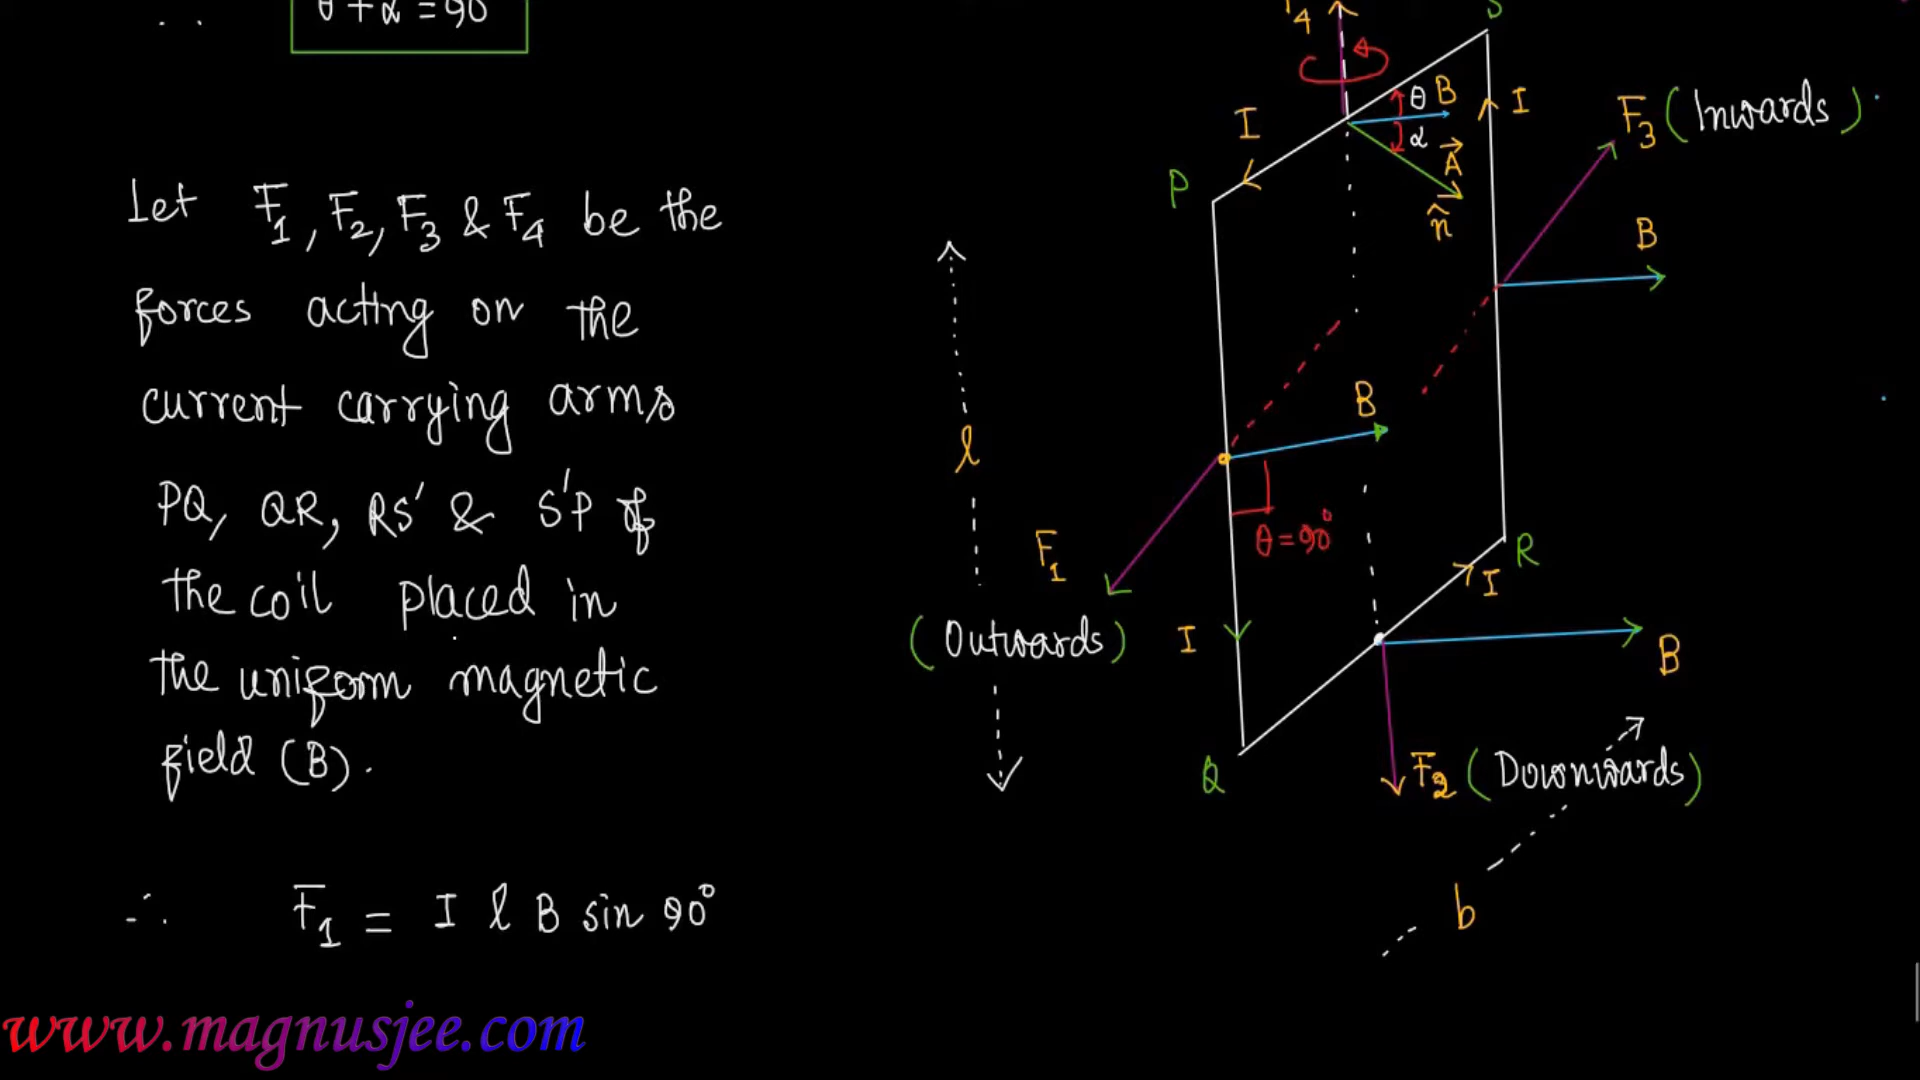 ∴ θ + α = 90
Let F₁, F₂, F₃ & F₄ be the
forces acting on the
current carrying arms
PQ, QR, RS' & S'P of
the coil placed in
the uniform magnetic
field (B).
∴ F₁ = I l B sin 90°
F₄
S
θ B
I
I
α
A⃗
n̂
P
F₃ (Inwards)
B
B
l
θ = 90°
F₁
(Outwards)
I
R
I
B
Q
F₂ (Downwards)
b
www.magnusjee.com